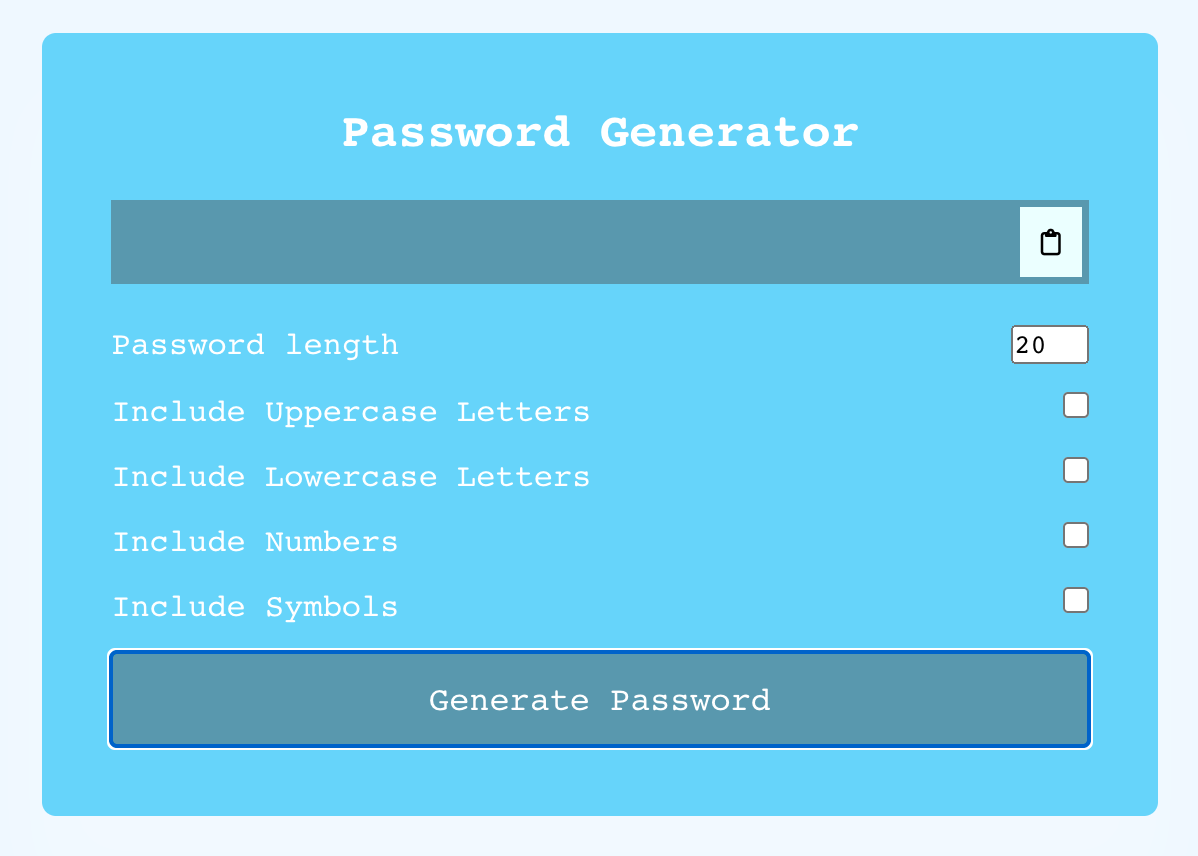 Password Generator
Password length 20
Include Uppercase Letters
Include Lowercase Letters
Include Numbers
Include Symbols
Generate Password